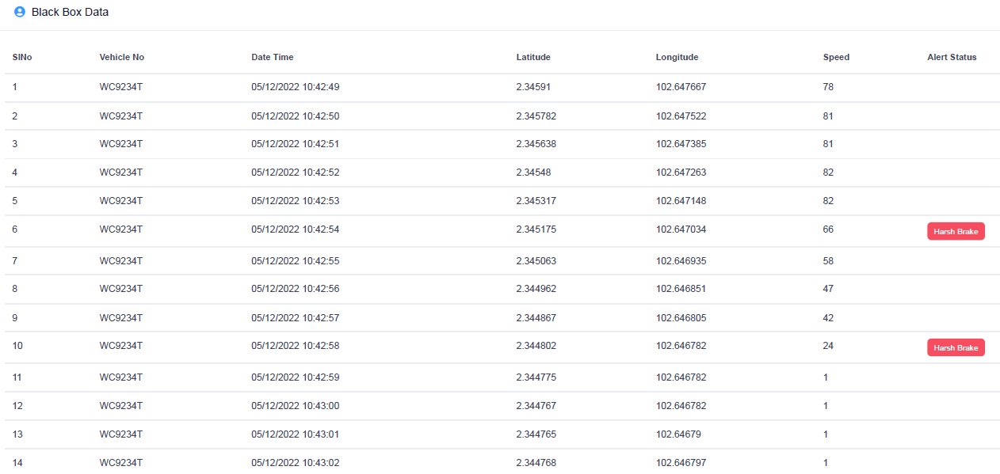 Black Box Data
SlNo Vehicle No Date Time Latitude Longitude Speed Alert Status
1 WC9234T 05/12/2022 10:42:49 2.34591 102.647667 78
2 WC9234T 05/12/2022 10:42:50 2.345782 102.647522 81
3 WC9234T 05/12/2022 10:42:51 2.345638 102.647385 81
4 WC9234T 05/12/2022 10:42:52 2.34548 102.647263 82
5 WC9234T 05/12/2022 10:42:53 2.345317 102.647148 82
6 WC9234T 05/12/2022 10:42:54 2.345175 102.647034 66 Harsh Brake
7 WC9234T 05/12/2022 10:42:55 2.345063 102.646935 58
8 WC9234T 05/12/2022 10:42:56 2.344962 102.646851 47
9 WC9234T 05/12/2022 10:42:57 2.344867 102.646805 42
10 WC9234T 05/12/2022 10:42:58 2.344802 102.646782 24 Harsh Brake
11 WC9234T 05/12/2022 10:42:59 2.344775 102.646782 1
12 WC9234T 05/12/2022 10:43:00 2.344767 102.646782 1
13 WC9234T 05/12/2022 10:43:01 2.344765 102.64679 1
14 WC9234T 05/12/2022 10:43:02 2.344768 102.646797 1